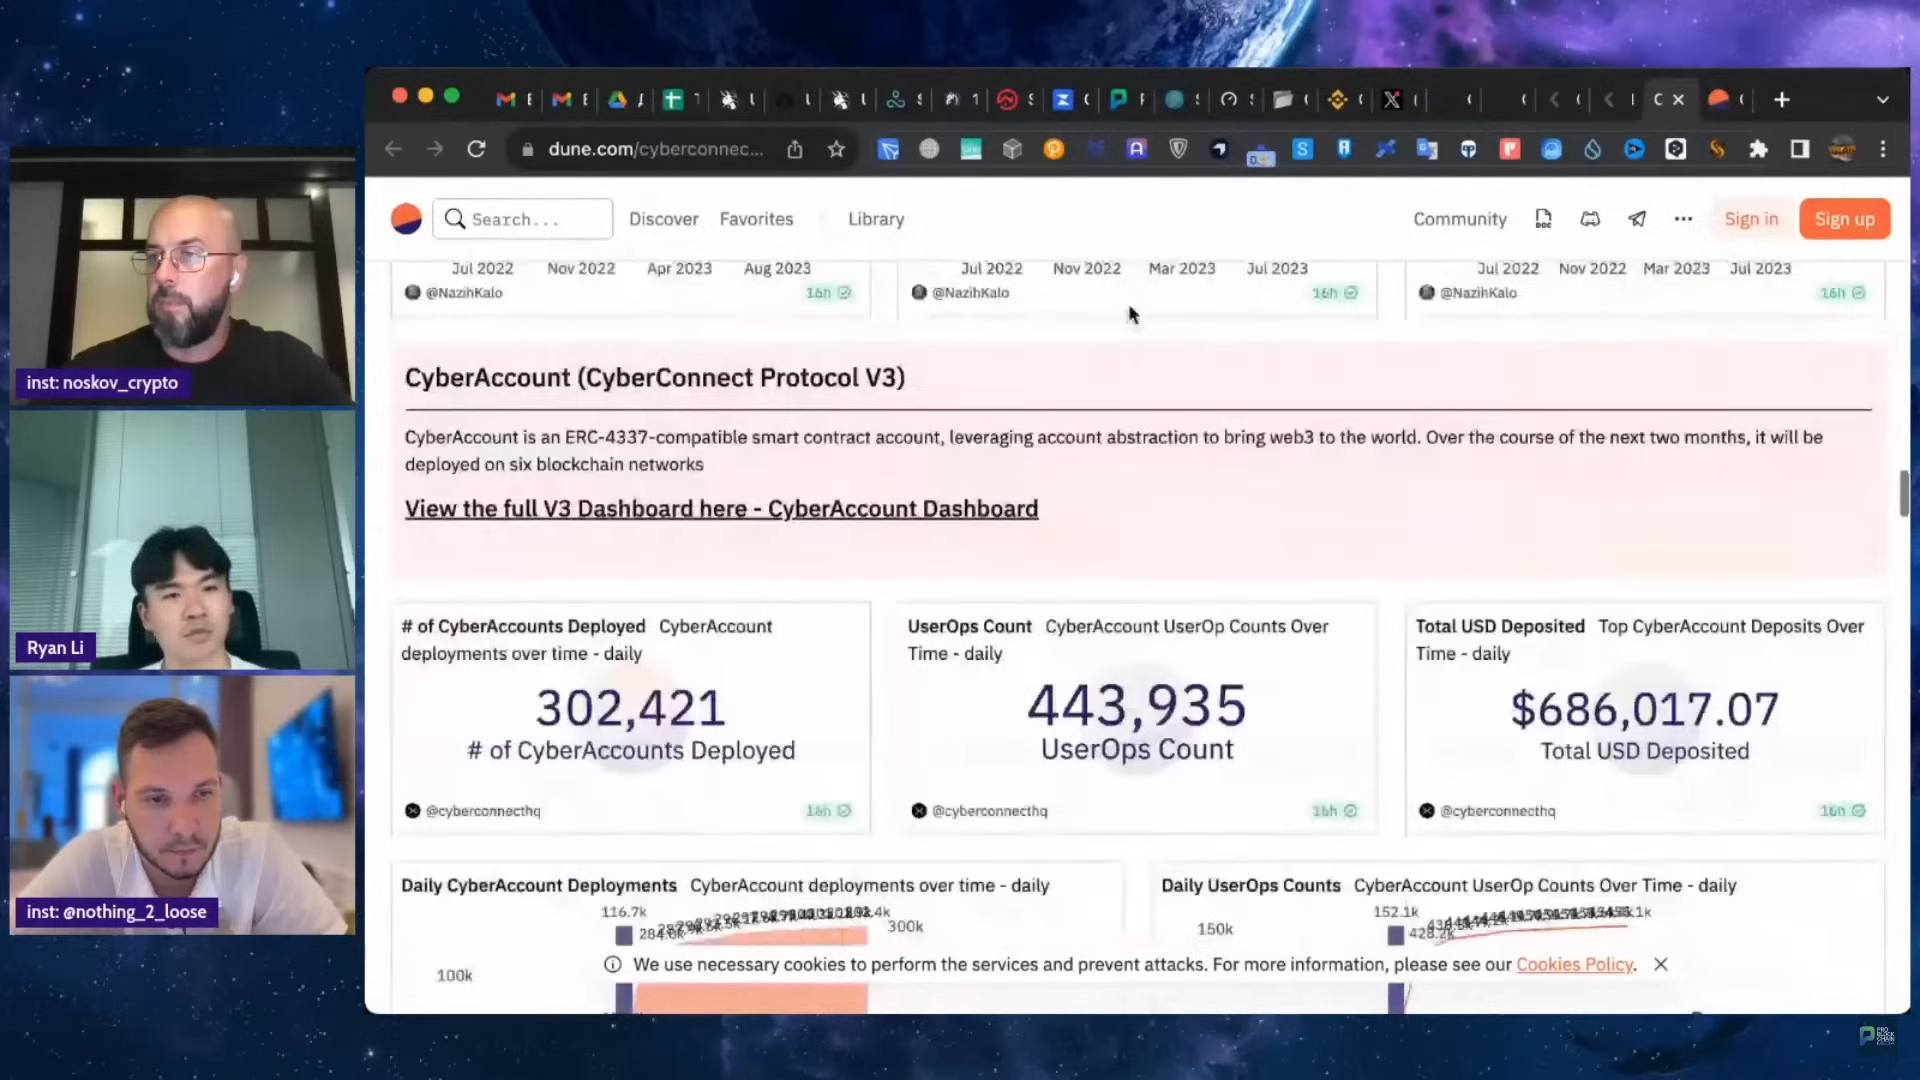 dune.com/cyberconnec...
Search...
Discover
Favorites
Library
Community
Sign in
Sign up
Jul 2022 Nov 2022 Apr 2023 Aug 2023
Jul 2022 Nov 2022 Mar 2023 Jul 2023
Jul 2022 Nov 2022 Mar 2023 Jul 2023
@NazihKalo 16h
@NazihKalo 16h
@NazihKalo 16h
CyberAccount (CyberConnect Protocol V3)
CyberAccount is an ERC-4337-compatible smart contract account, leveraging account abstraction to bring web3 to the world. Over the course of the next two months, it will be
deployed on six blockchain networks
View the full V3 Dashboard here - CyberAccount Dashboard
# of CyberAccounts Deployed CyberAccount
deployments over time - daily
302,421
# of CyberAccounts Deployed
@cyberconnecthq 16h
UserOps Count CyberAccount UserOp Counts Over
Time - daily
443,935
UserOps Count
@cyberconnecthq 16h
Total USD Deposited Top CyberAccount Deposits Over
Time - daily
$686,017.07
Total USD Deposited
@cyberconnecthq 16h
Daily CyberAccount Deployments CyberAccount deployments over time - daily
116.7k
300k
100k
Daily UserOps Counts CyberAccount UserOp Counts Over Time - daily
152.1k
150k
428.2k
We use necessary cookies to perform the services and prevent attacks. For more information, please see our Cookies Policy.
inst: noskov_crypto
Ryan Li
inst: @nothing_2_loose
PRO
BLOCK
CHAIN
MEDIA